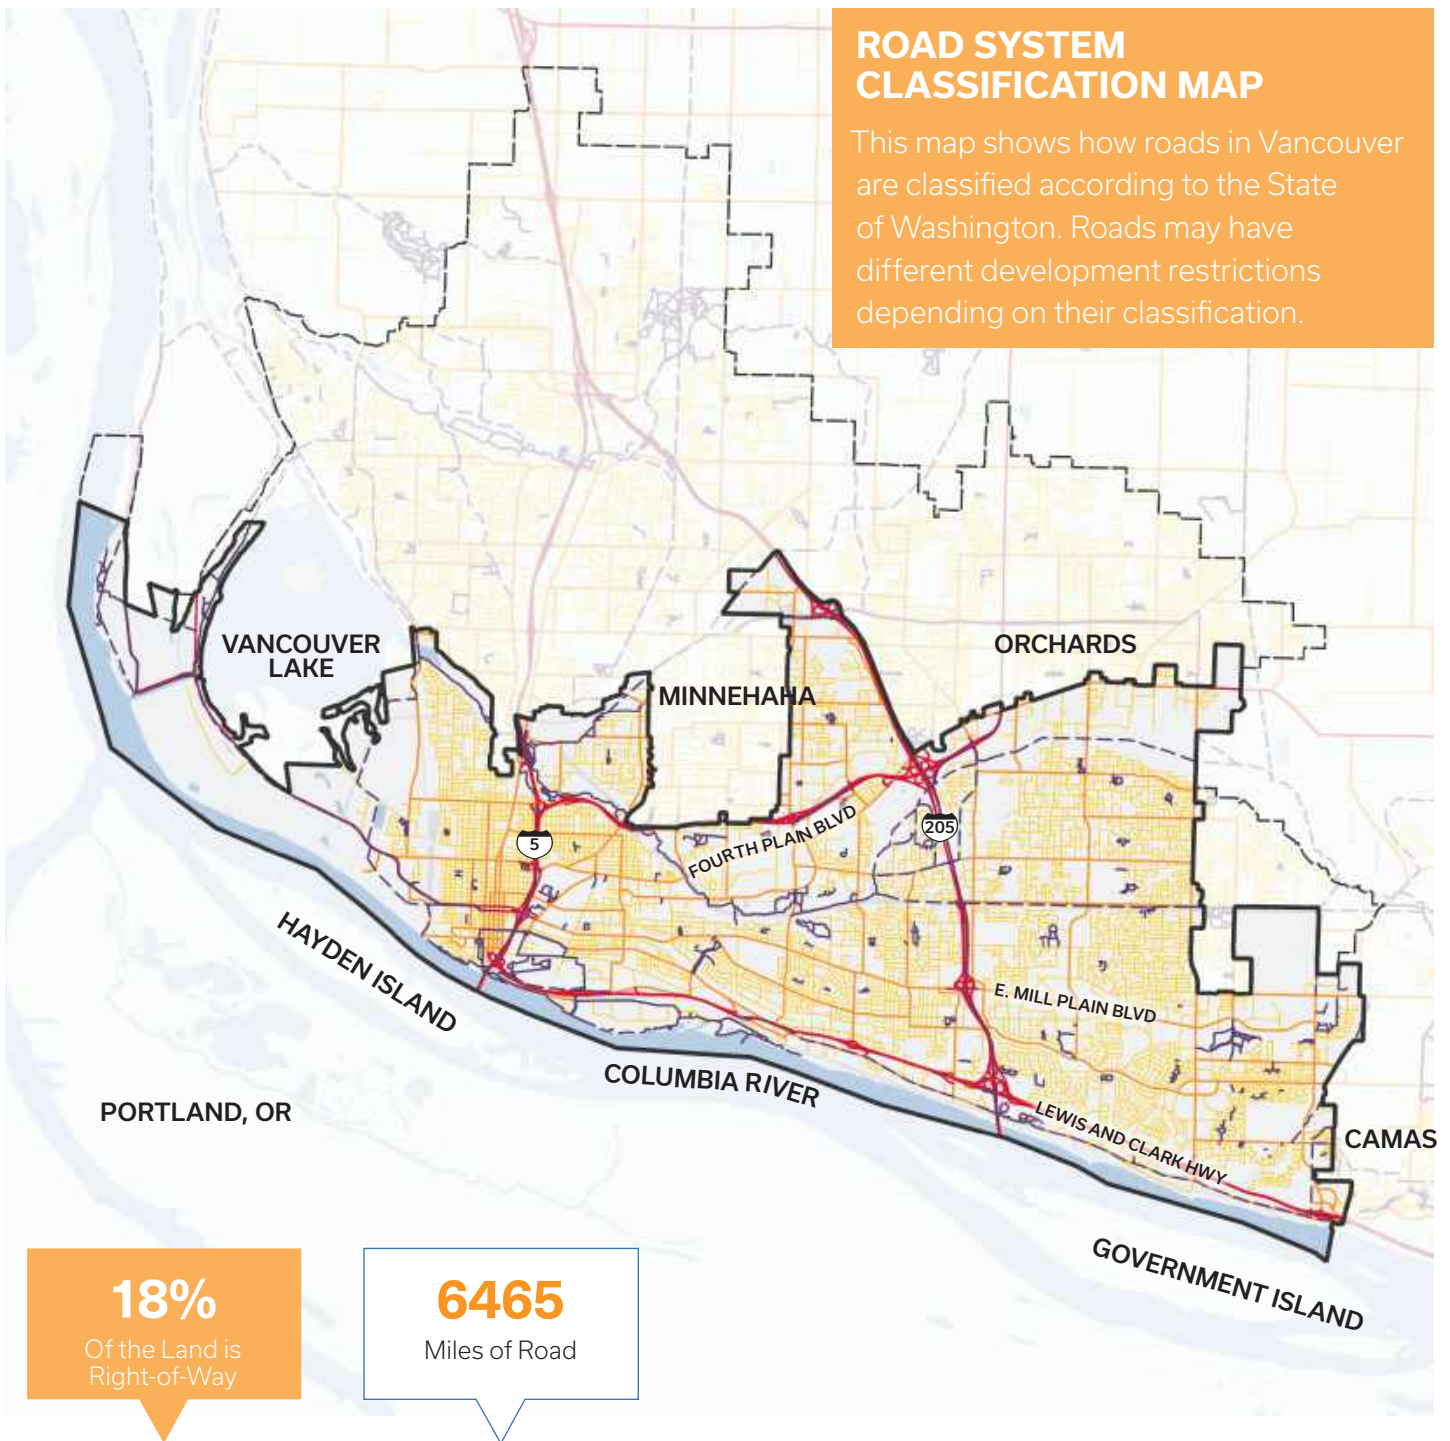 ROAD SYSTEM
CLASSIFICATION MAP
This map shows how roads in Vancouver
are classified according to the State
of Washington. Roads may have
different development restrictions
depending on their classification.
VANCOUVER
LAKE
MINNEHAHA
ORCHARDS
FOURTH PLAIN BLVD
205
5
HAYDEN ISLAND
E. MILL PLAIN BLVD
COLUMBIA RIVER
PORTLAND, OR
LEWIS AND CLARK HWY
CAMAS
GOVERNMENT ISLAND
18%
Of the Land is
Right-of-Way
6465
Miles of Road